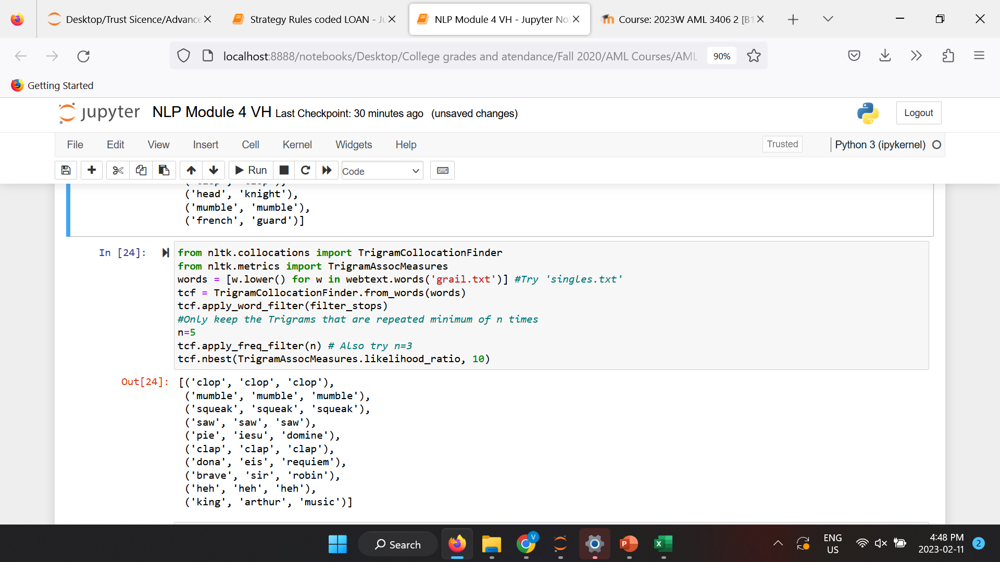 Desktop/Trust Sicence/Advance
Strategy Rules coded LOAN - Ju
NLP Module 4 VH - Jupyter No
Course: 2023W AML 3406 2 [B1
localhost:8888/notebooks/Desktop/College grades and atendance/Fall 2020/AML Courses/AML
90%
Getting Started
jupyter NLP Module 4 VH Last Checkpoint: 30 minutes ago (unsaved changes)
Logout
File Edit View Insert Cell Kernel Widgets Help
Trusted
Python 3 (ipykernel)
Run
Code
('clop', 'clop'),
('head', 'knight'),
('mumble', 'mumble'),
('french', 'guard')]
In [24]:
from nltk.collocations import TrigramCollocationFinder
from nltk.metrics import TrigramAssocMeasures
words = [w.lower() for w in webtext.words('grail.txt')] #Try 'singles.txt'
tcf = TrigramCollocationFinder.from_words(words)
tcf.apply_word_filter(filter_stops)
#Only keep the Trigrams that are repeated minimum of n times
n=5
tcf.apply_freq_filter(n) # Also try n=3
tcf.nbest(TrigramAssocMeasures.likelihood_ratio, 10)
Out[24]:
[('clop', 'clop', 'clop'),
('mumble', 'mumble', 'mumble'),
('squeak', 'squeak', 'squeak'),
('saw', 'saw', 'saw'),
('pie', 'iesu', 'domine'),
('clap', 'clap', 'clap'),
('dona', 'eis', 'requiem'),
('brave', 'sir', 'robin'),
('heh', 'heh', 'heh'),
('king', 'arthur', 'music')]
Search
V
P
X
ENG
US
4:48 PM
2023-02-11
2